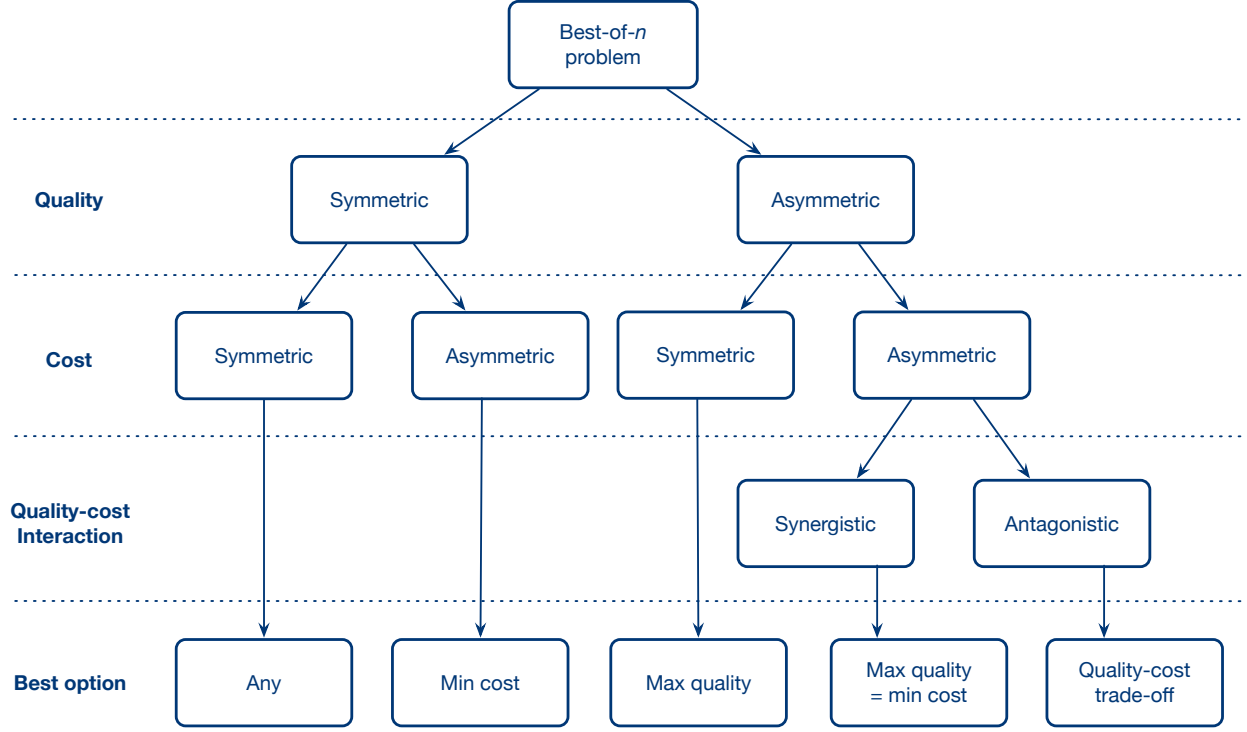 Best-of-n
problem
Quality
Symmetric
Asymmetric
Cost
Symmetric
Asymmetric
Symmetric
Asymmetric
Quality-cost
Interaction
Synergistic
Antagonistic
Best option
Any
Min cost
Max quality
Max quality
= min cost
Quality-cost
trade-off